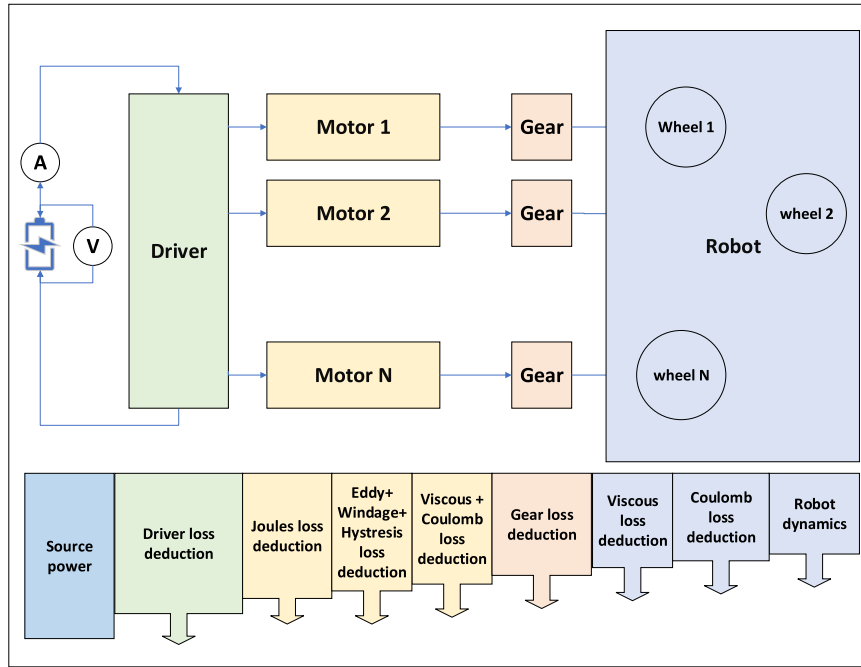 Motor 1
Gear
Wheel 1
A
Motor 2
Gear
wheel 2
V
Driver
Robot
Motor N
Gear
wheel N
Source
power
Driver loss
deduction
Joules loss
deduction
Eddy+
Windage+
Hystresis
loss
deduction
Viscous +
Coulomb
loss
deduction
Gear loss
deduction
Viscous
loss
deduction
Coulomb
loss
deduction
Robot
dynamics